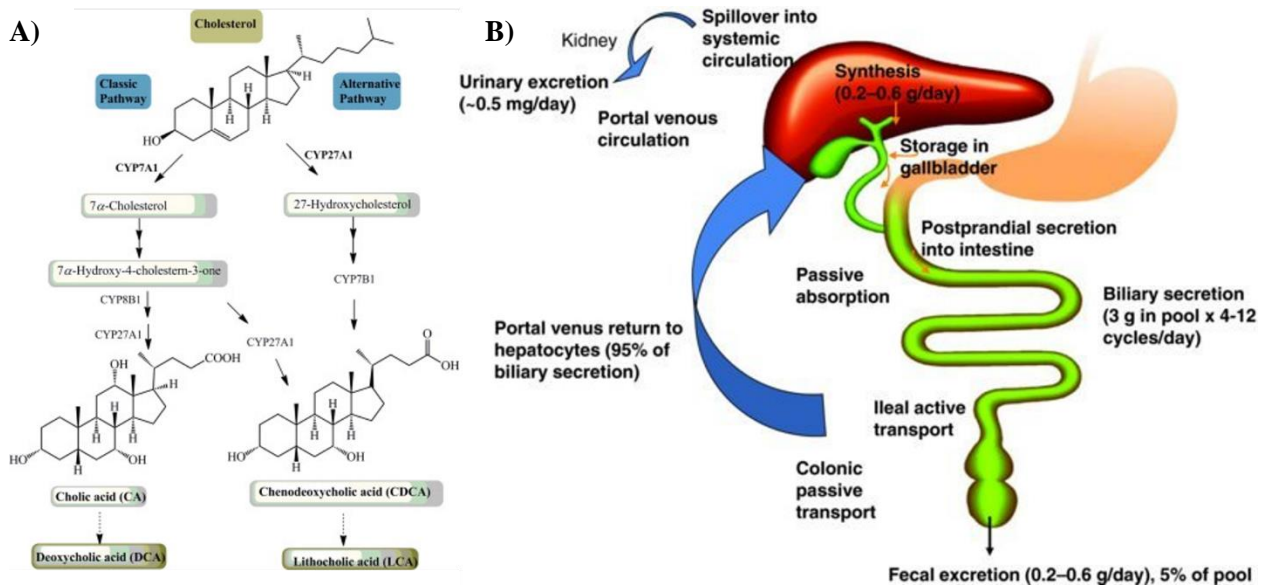 A)
Cholesterol
Classic
Pathway
Alternative
Pathway
H
H
H
H
HO
CYP7A1
CYP27A1
7α-Cholesterol
27-Hydroxycholesterol
7α-Hydroxy-4-cholestern-3-one
CYP8B1
CYP7B1
CYP27A1
CYP27A1
OH
COOH
H
H
H
H
HO
OH
H
O
OH
H
H
H
HO
OH
H
Cholic acid (CA)
Chenodeoxycholic acid (CDCA)
Deoxycholic acid (DCA)
Lithocholic acid (LCA)
B)
Spillover into
systemic
circulation
Kidney
Urinary excretion
(~0.5 mg/day)
Portal venous
circulation
Synthesis
(0.2–0.6 g/day)
Storage in
gallbladder
Postprandial secretion
into intestine
Passive
absorption
Biliary secretion
(3 g in pool x 4-12
cycles/day)
Portal venus return to
hepatocytes (95% of
biliary secretion)
Ileal active
transport
Colonic
passive
transport
Fecal excretion (0.2–0.6 g/day), 5% of pool